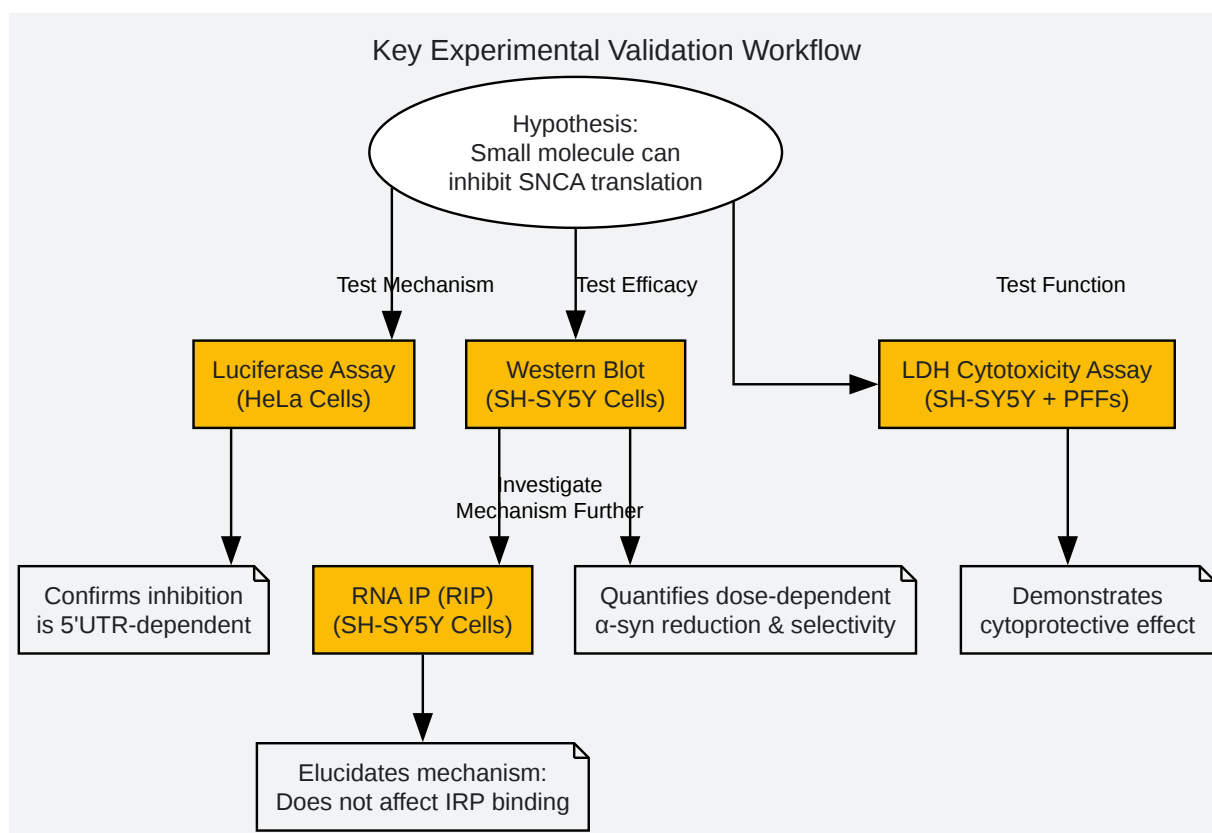 Key Experimental Validation Workflow
Hypothesis:
Small molecule can
inhibit SNCA translation
Test Mechanism
Test Efficacy
Test Function
Luciferase Assay
(HeLa Cells)
Western Blot
(SH-SY5Y Cells)
LDH Cytotoxicity Assay
(SH-SY5Y + PFFs)
Investigate
Mechanism Further
Confirms inhibition
is 5'UTR-dependent
RNA IP (RIP)
(SH-SY5Y Cells)
Quantifies dose-dependent
α-syn reduction & selectivity
Demonstrates
cytoprotective effect
Elucidates mechanism:
Does not affect IRP binding